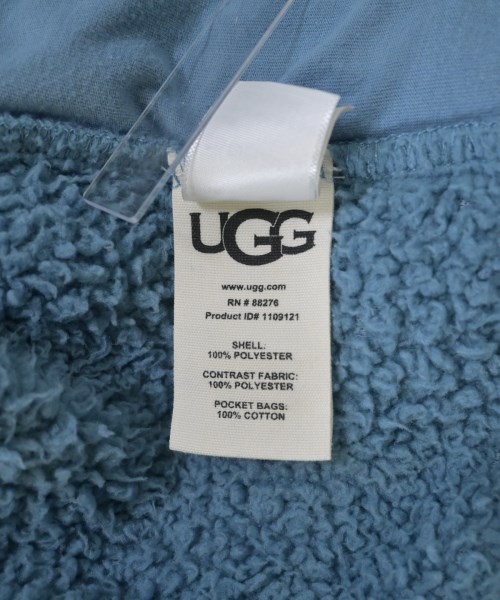 UGG
www.ugg.com
RN # 88276
Product ID# 1109121
SHELL:
100% POLYESTER
CONTRAST FABRIC:
100% POLYESTER
POCKET BAGS:
100% COTTON